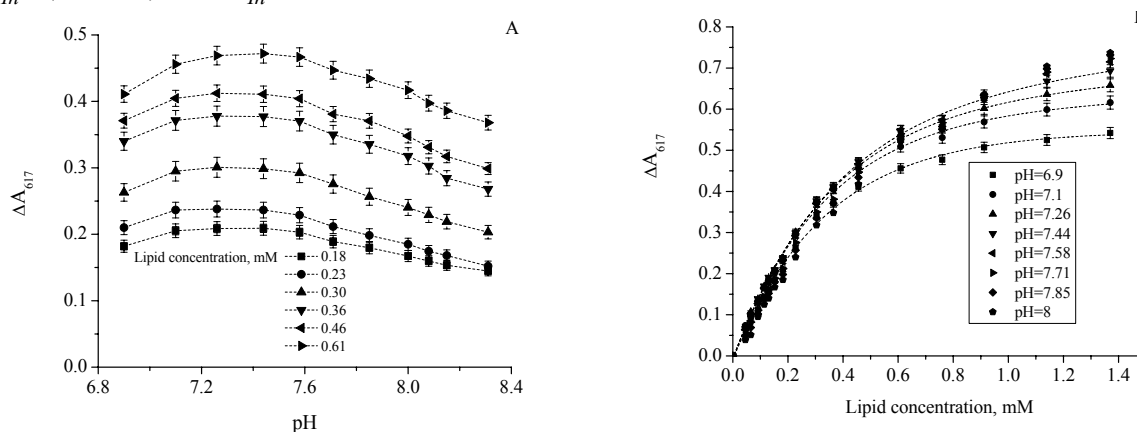 A
0.5
0.4
0.3
0.2
0.1
0.0
ΔA617
Lipid concentration, mM
0.18
0.23
0.30
0.36
0.46
0.61
6.8 7.2 7.6 8.0 8.4
pH
0.8
0.7
0.6
0.5
0.4
0.3
0.2
0.1
0.0
ΔA617
pH=6.9
pH=7.1
pH=7.26
pH=7.44
pH=7.58
pH=7.71
pH=7.85
pH=8
0.0 0.2 0.4 0.6 0.8 1.0 1.2 1.4
Lipid concentration, mM